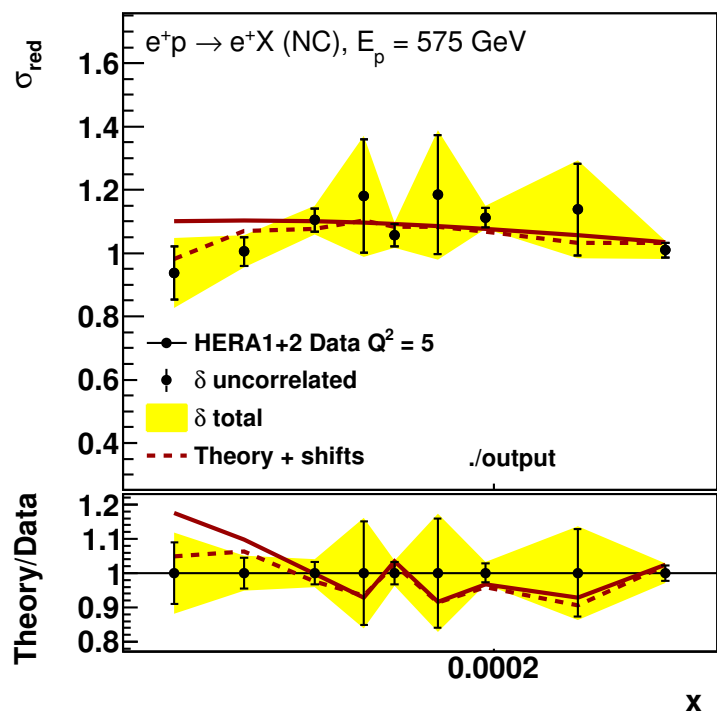 e⁺p → e⁺X (NC), E_p = 575 GeV
σ_red
1.6
1.4
1.2
1
0.8
0.6
0.4
HERA1+2 Data Q² = 5
δ uncorrelated
δ total
Theory + shifts
./output
Theory/Data
1.2
1.1
1
0.9
0.8
0.0002
x